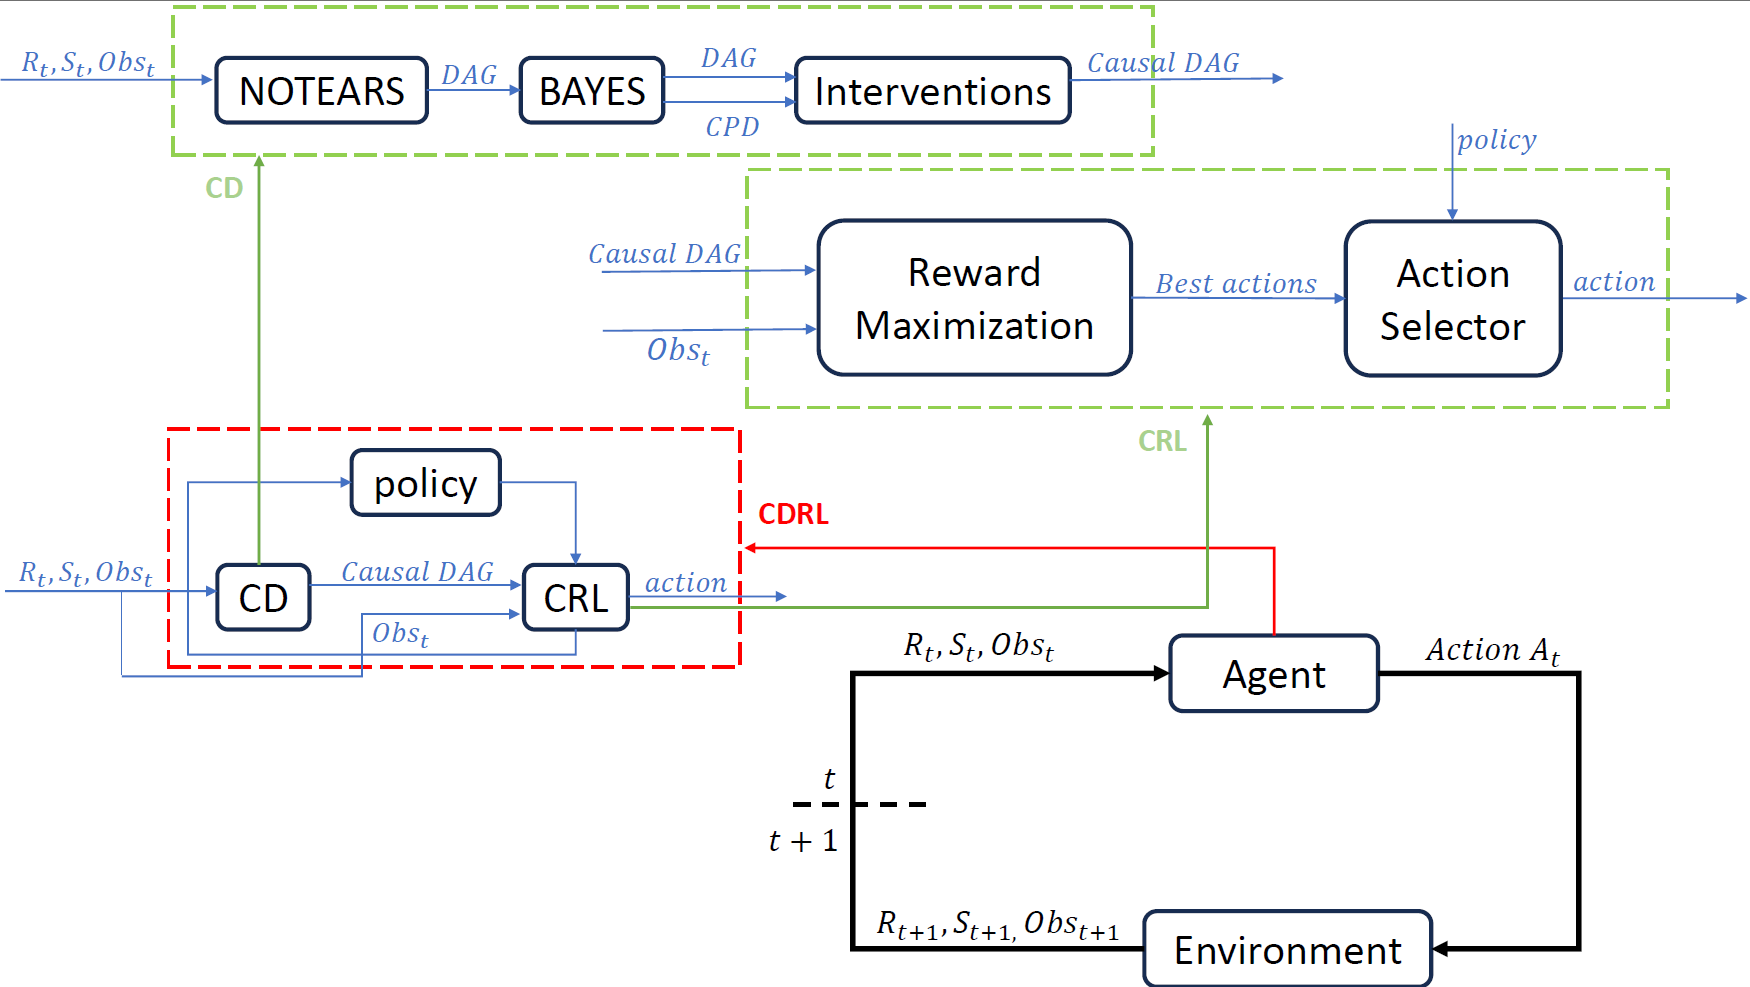 R_t, S_t, Obs_t
NOTEARS
DAG
BAYES
DAG
CPD
Interventions
Causal DAG
CD
policy
Causal DAG
Obs_t
Reward
Maximization
Best actions
Action
Selector
action
CRL
policy
CDRL
R_t, S_t, Obs_t
CD
Causal DAG
Obs_t
CRL
action
R_t, S_t, Obs_t
Agent
Action A_t
t
t + 1
R_{t+1}, S_{t+1,} Obs_{t+1}
Environment